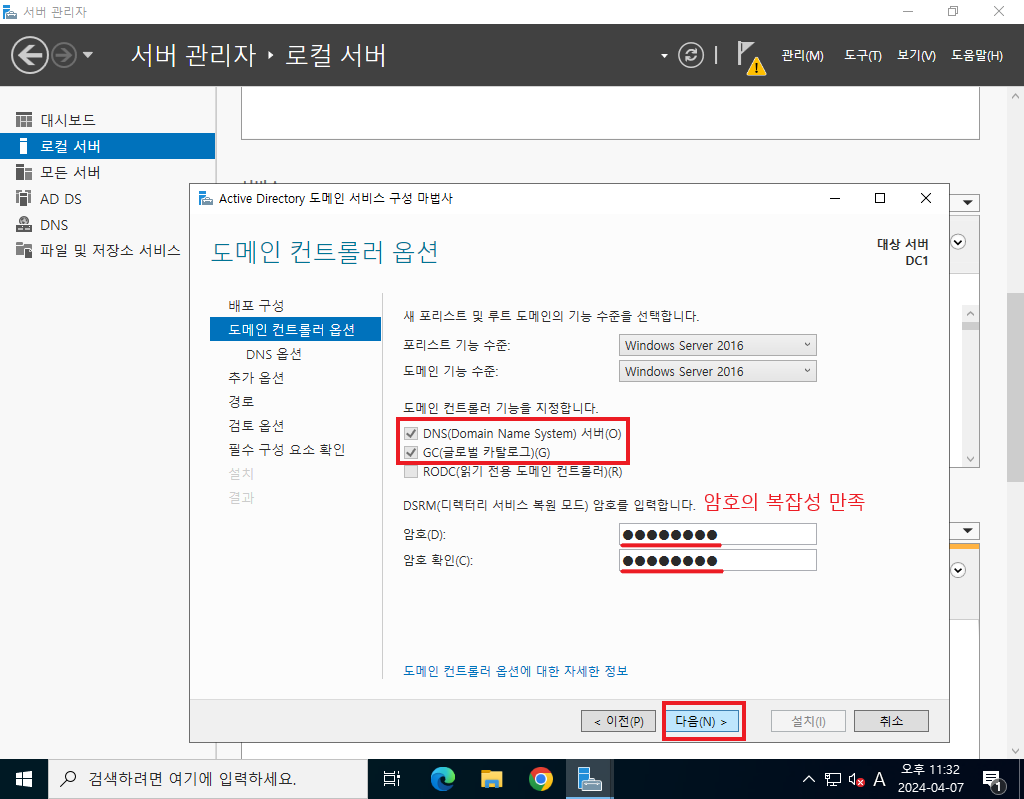 서버 관리자
서버 관리자 ‣ 로컬 서버
관리(M) 도구(T) 보기(V) 도움말(H)
대시보드
로컬 서버
모든 서버
AD DS
DNS
파일 및 저장소 서비스
Active Directory 도메인 서비스 구성 마법사
도메인 컨트롤러 옵션
대상 서버
DC1
배포 구성
도메인 컨트롤러 옵션
DNS 옵션
추가 옵션
경로
검토 옵션
필수 구성 요소 확인
설치
결과
새 포리스트 및 루트 도메인의 기능 수준을 선택합니다.
포리스트 기능 수준: Windows Server 2016
도메인 기능 수준: Windows Server 2016
도메인 컨트롤러 기능을 지정합니다.
DNS(Domain Name System) 서버(O)
GC(글로벌 카탈로그)(G)
RODC(읽기 전용 도메인 컨트롤러)(R)
DSRM(디렉터리 서비스 복원 모드) 암호를 입력합니다. 암호의 복잡성 만족
암호(D): ●●●●●●●●
암호 확인(C): ●●●●●●●●
도메인 컨트롤러 옵션에 대한 자세한 정보
< 이전(P) 다음(N) > 설치(I) 취소
검색하려면 여기에 입력하세요.
A
오후 11:32
2024-04-07
1